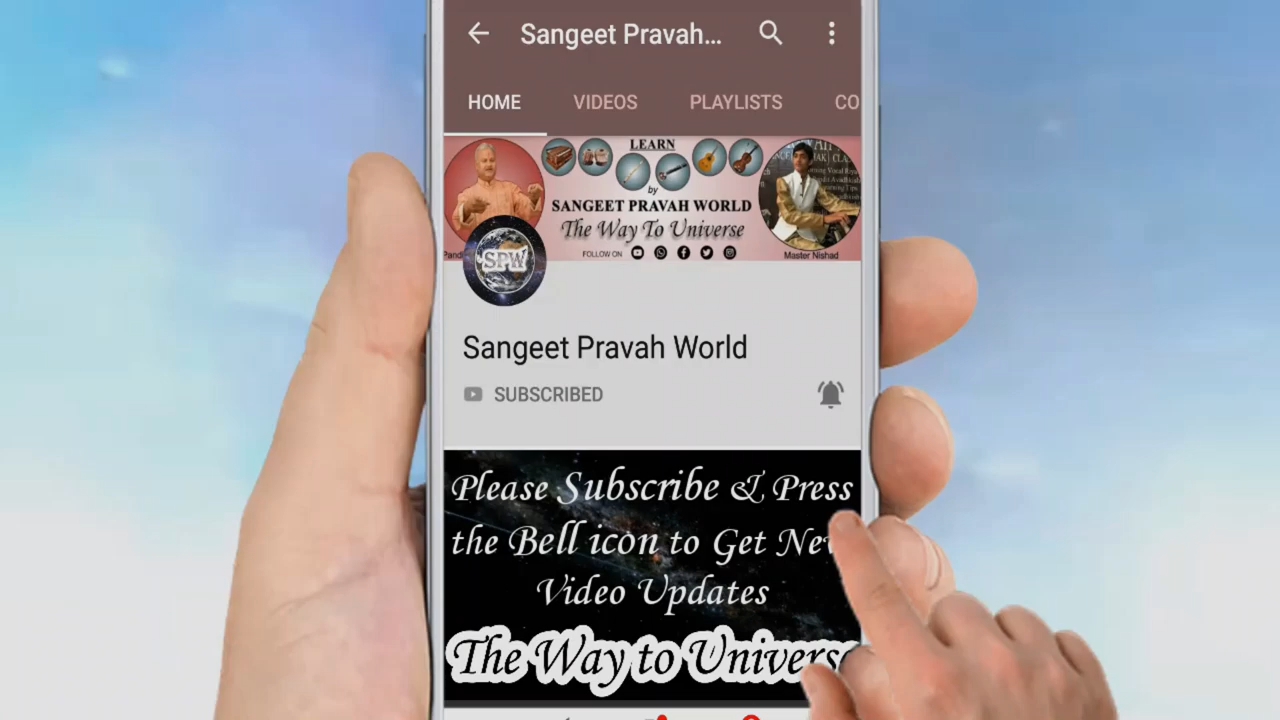 Sangeet Pravah...
HOME VIDEOS PLAYLISTS CO
LEARN
by
SANGEET PRAVAH WORLD
The Way To Universe
FOLLOW ON
Pandi
Master Nishad
SPW
Sangeet Pravah World
SUBSCRIBED
Please Subscribe & Press
the Bell icon to Get New
Video Updates
The Way to Universe